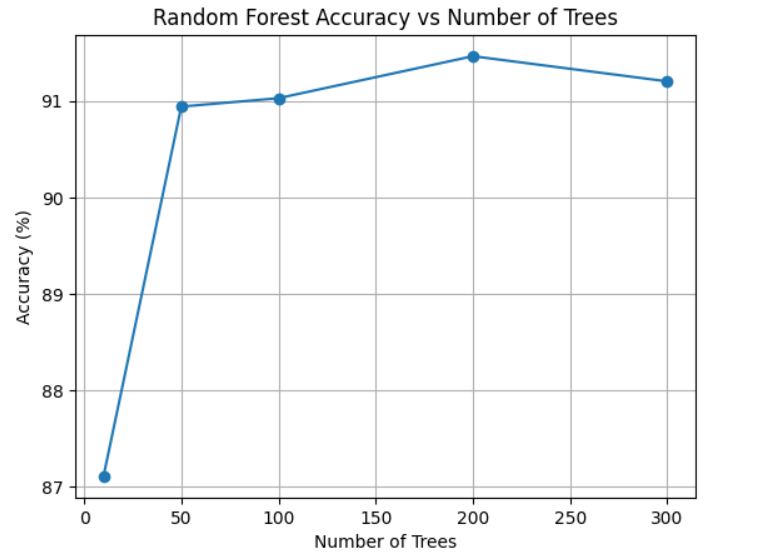 Random Forest Accuracy vs Number of Trees
91
90
89
88
87
Accuracy (%)
0 50 100 150 200 250 300
Number of Trees